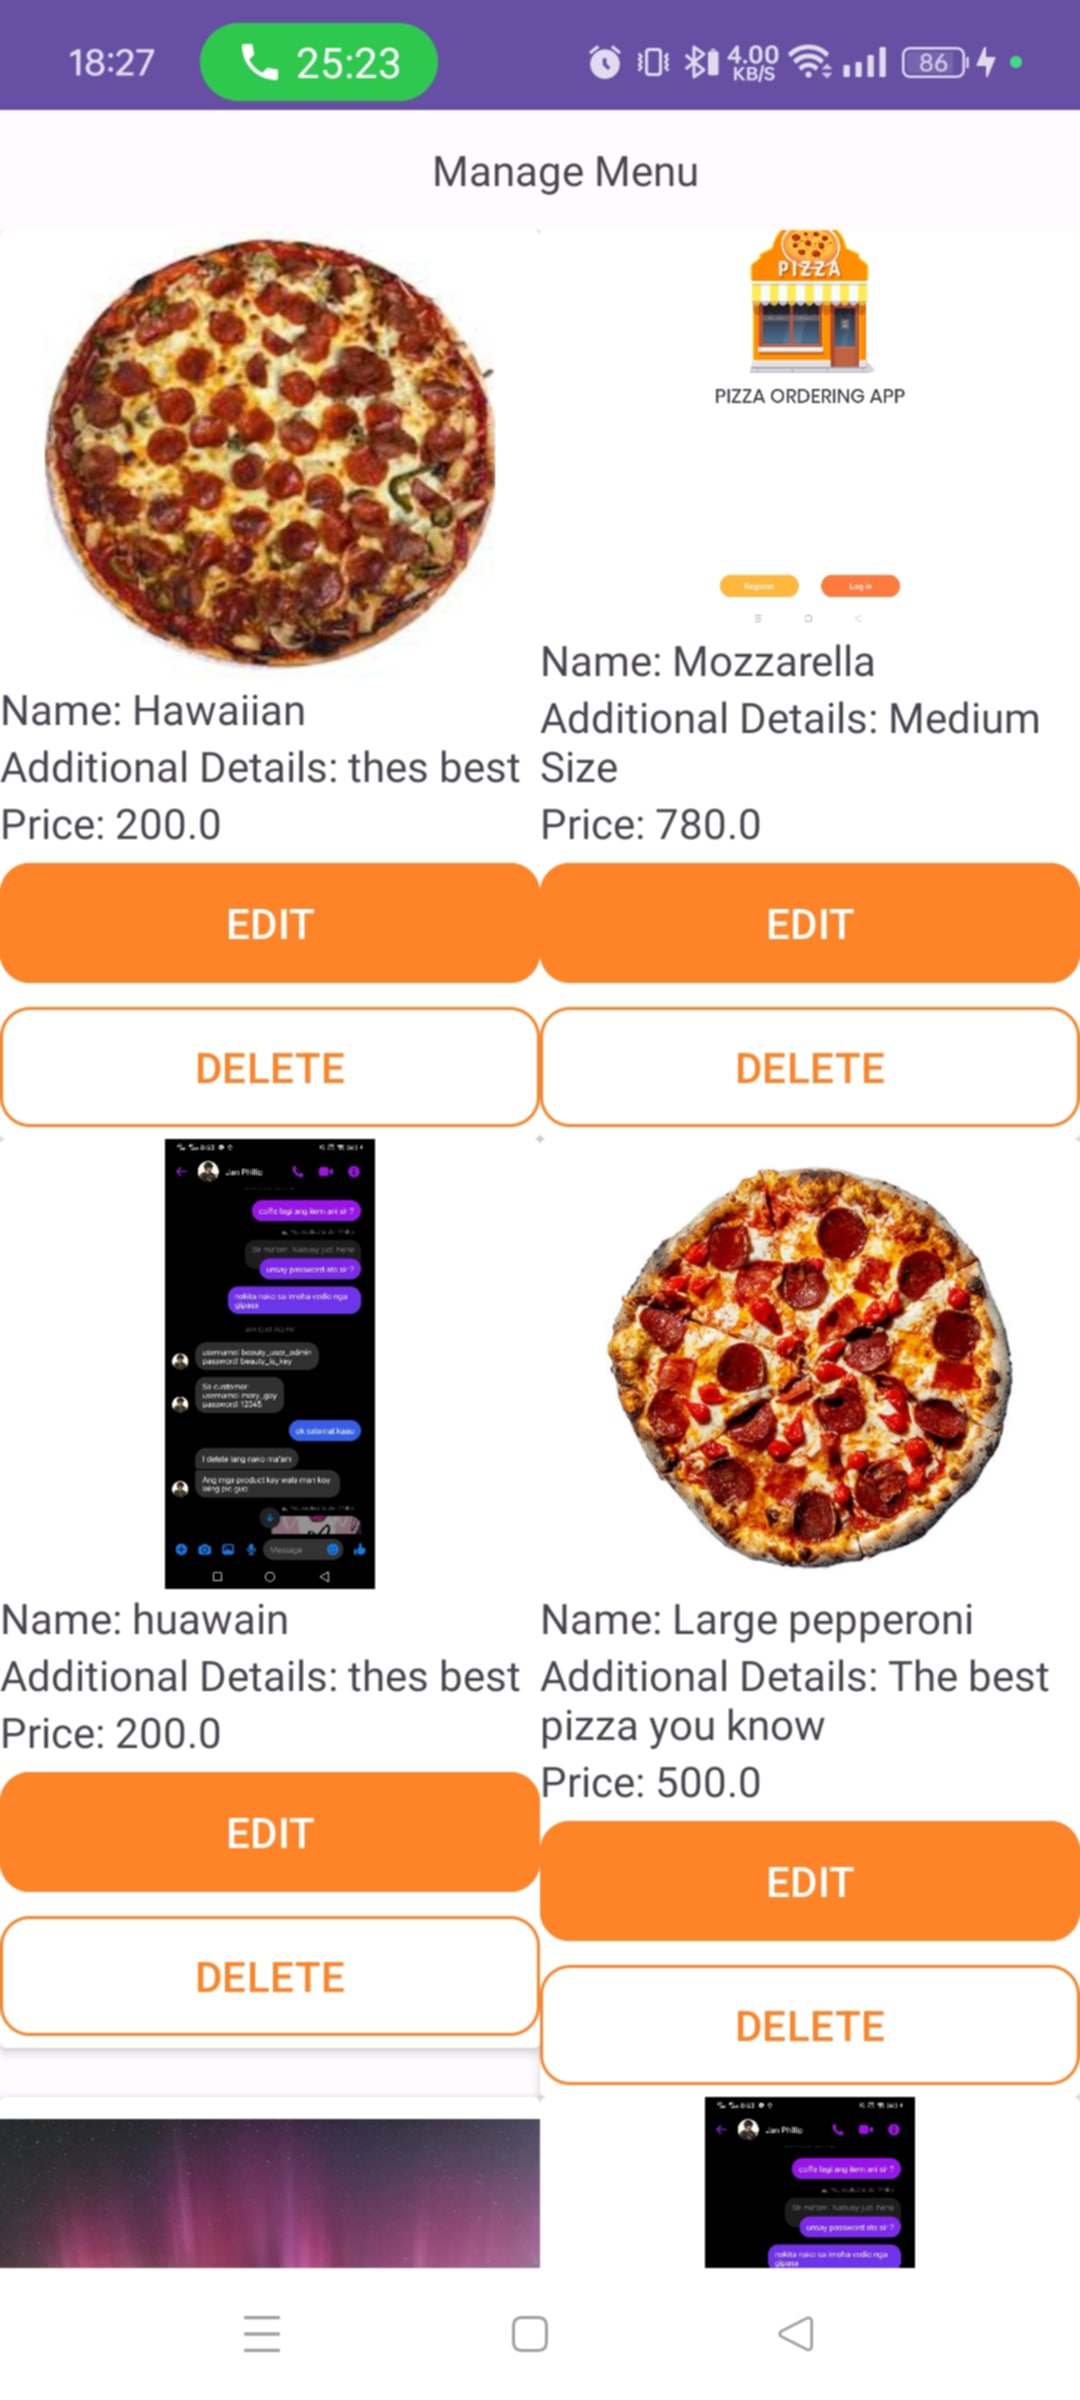 18:27
25:23
4.00
KB/S
86
Manage Menu
PIZZA
PIZZA ORDERING APP
Register
Log in
Name: Hawaiian
Additional Details: thes best
Price: 200.0
EDIT
DELETE
Name: Mozzarella
Additional Details: Medium
Size
Price: 780.0
EDIT
DELETE
Jan Phillip
coffe lagi ang item ani sir ?
Sir ma'am. Nabusy jud. hehe
unsay password ato sir ?
nakita nako sa imoha vedio nga
gipasa
username: beauty_user_admin
password: beauty_is_key
Sa customer:
username: mary_gay
password: 12345
ok salamat kaau
I delete lang nako ma'am
Ang mga product kay wala man koy
laing pic gud
Message
Name: huawain
Additional Details: thes best
Price: 200.0
EDIT
DELETE
Name: Large pepperoni
Additional Details: The best
pizza you know
Price: 500.0
EDIT
DELETE
Jan Phillip
coffe lagi ang item ani sir ?
Sir ma'am. Nabusy jud. hehe
unsay password ato sir ?
nakita nako sa imoha vedio nga
gipasa